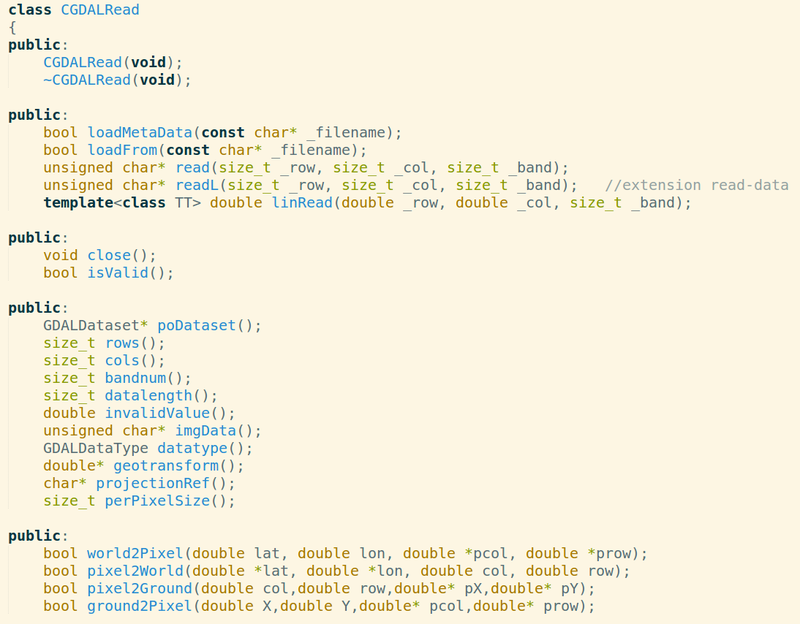 class CGDALRead
{
public:
    CGDALRead(void);
    ~CGDALRead(void);

public:
    bool loadMetaData(const char* _filename);
    bool loadFrom(const char* _filename);
    unsigned char* read(size_t _row, size_t _col, size_t _band);
    unsigned char* readL(size_t _row, size_t _col, size_t _band);   //extension read-data
    template<class TT> double linRead(double _row, double _col, size_t _band);

public:
    void close();
    bool isValid();

public:
    GDALDataset* poDataset();
    size_t rows();
    size_t cols();
    size_t bandnum();
    size_t datalength();
    double invalidValue();
    unsigned char* imgData();
    GDALDataType datatype();
    double* geotransform();
    char* projectionRef();
    size_t perPixelSize();

public:
    bool world2Pixel(double lat, double lon, double *pcol, double *prow);
    bool pixel2World(double *lat, double *lon, double col, double row);
    bool pixel2Ground(double col,double row,double* pX,double* pY);
    bool ground2Pixel(double X,double Y,double* pcol,double* prow);